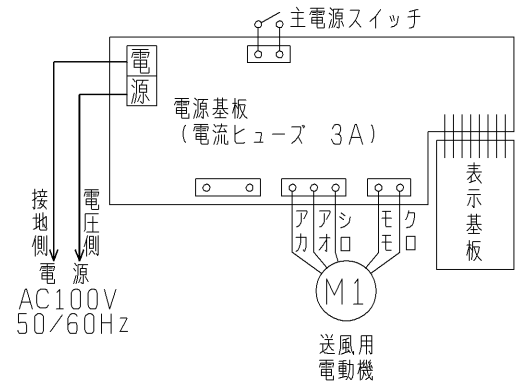 主電源スイッチ
電源
電源基板
(電流ヒューズ 3A)
表示基板
接地側
電圧側
アカ
アオ
シロ
モモ
クロ
電 源
AC100V
50/60Hz
M1
送風用
電動機